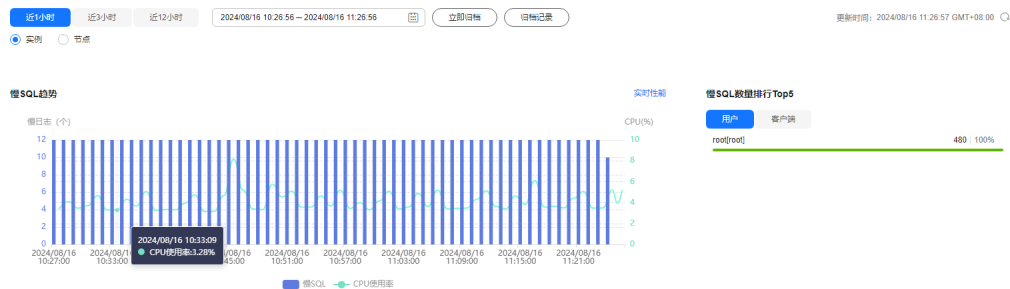 近1小时 近3小时 近12小时 2024/08/16 10:26:56 — 2024/08/16 11:26:56 立即归档 归档记录 更新时间：2024/08/16 11:26:57 GMT+08:00
实例 节点
慢SQL趋势 实时性能
慢日志（个） CPU(%)
12 10
10 8
8 6
6
4 4
2 2
0 0
2024/08/16 10:33:09
CPU使用率:3.28%
2024/08/16 2024/08/16 2024/08/16 2024/08/16 2024/08/16 2024/08/16 2024/08/16 2024/08/16
10:27:00 10:33:00 :45:00 10:51:00 10:57:00 11:03:00 11:09:00 11:15:00 11:21:00
慢SQL CPU使用率
慢SQL数量排行Top5
用户 客户端
root[root] 480 100%